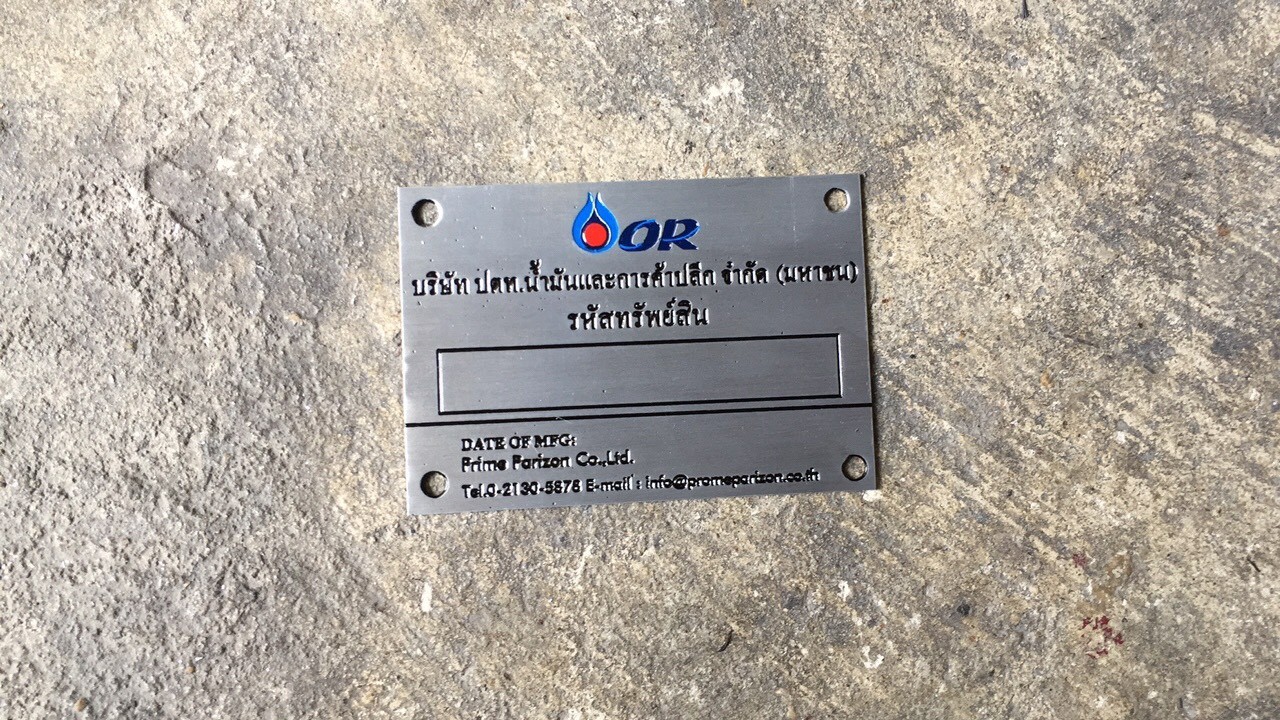 OR
บริษัท ปตท.น้ำมันและการค้าปลีก จำกัด (มหาชน)
รหัสทรัพย์สิน
DATE OF MFG:
Prime Parizon Co.,Ltd.
Tel.0-2130-5878 E-mail : info@promeparizon.co.th